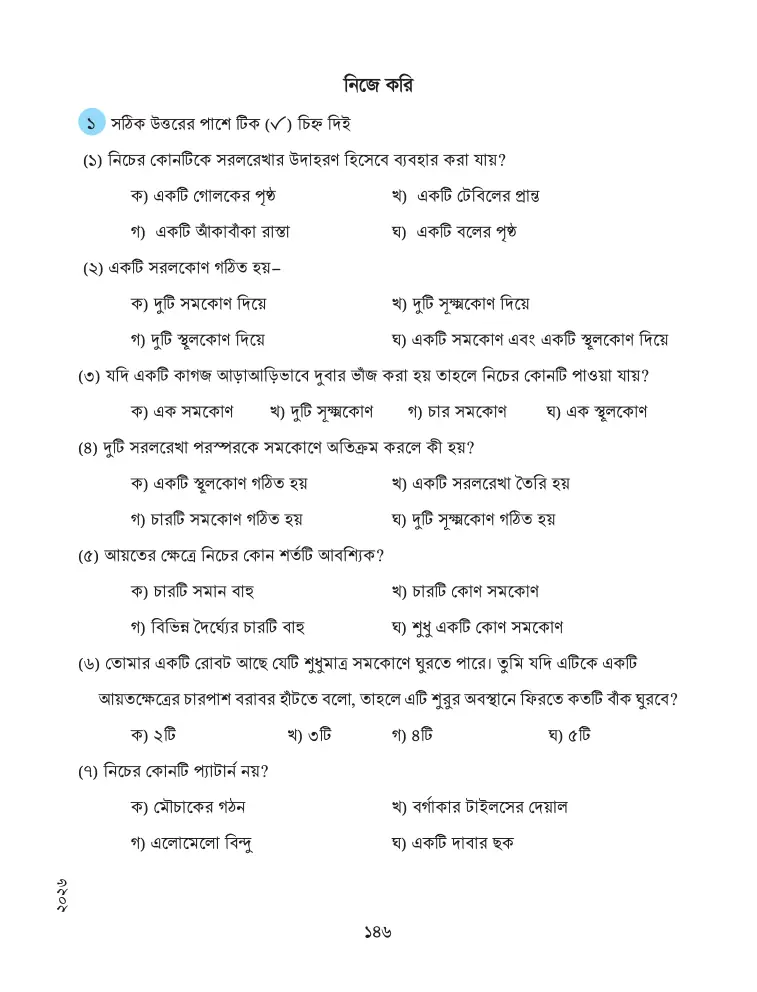 নিজে করি
১ সঠিক উত্তরের পাশে টিক (✓) চিহ্ন দিই
(১) নিচের কোনটিকে সরলরেখার উদাহরণ হিসেবে ব্যবহার করা যায়?
ক) একটি গোলকের পৃষ্ঠ খ) একটি টেবিলের প্রান্ত
গ) একটি আঁকাবাঁকা রাস্তা ঘ) একটি বলের পৃষ্ঠ
(২) একটি সরলকোণ গঠিত হয়–
ক) দুটি সমকোণ দিয়ে খ) দুটি সূক্ষ্মকোণ দিয়ে
গ) দুটি স্থূলকোণ দিয়ে ঘ) একটি সমকোণ এবং একটি স্থূলকোণ দিয়ে
(৩) যদি একটি কাগজ আড়াআড়িভাবে দুবার ভাঁজ করা হয় তাহলে নিচের কোনটি পাওয়া যায়?
ক) এক সমকোণ খ) দুটি সূক্ষ্মকোণ গ) চার সমকোণ ঘ) এক স্থূলকোণ
(৪) দুটি সরলরেখা পরস্পরকে সমকোণে অতিক্রম করলে কী হয়?
ক) একটি স্থূলকোণ গঠিত হয় খ) একটি সরলরেখা তৈরি হয়
গ) চারটি সমকোণ গঠিত হয় ঘ) দুটি সূক্ষ্মকোণ গঠিত হয়
(৫) আয়তের ক্ষেত্রে নিচের কোন শর্তটি আবশ্যিক?
ক) চারটি সমান বাহু খ) চারটি কোণ সমকোণ
গ) বিভিন্ন দৈর্ঘ্যের চারটি বাহু ঘ) শুধু একটি কোণ সমকোণ
(৬) তোমার একটি রোবট আছে যেটি শুধুমাত্র সমকোণে ঘুরতে পারে। তুমি যদি এটিকে একটি
আয়তক্ষেত্রের চারপাশ বরাবর হাঁটতে বলো, তাহলে এটি শুরুর অবস্থানে ফিরতে কতটি বাঁক ঘুরবে?
ক) ২টি খ) ৩টি গ) ৪টি ঘ) ৫টি
(৭) নিচের কোনটি প্যাটার্ন নয়?
ক) মৌচাকের গঠন খ) বর্গাকার টাইলসের দেয়াল
গ) এলোমেলো বিন্দু ঘ) একটি দাবার ছক
২০২৬
১৪৬